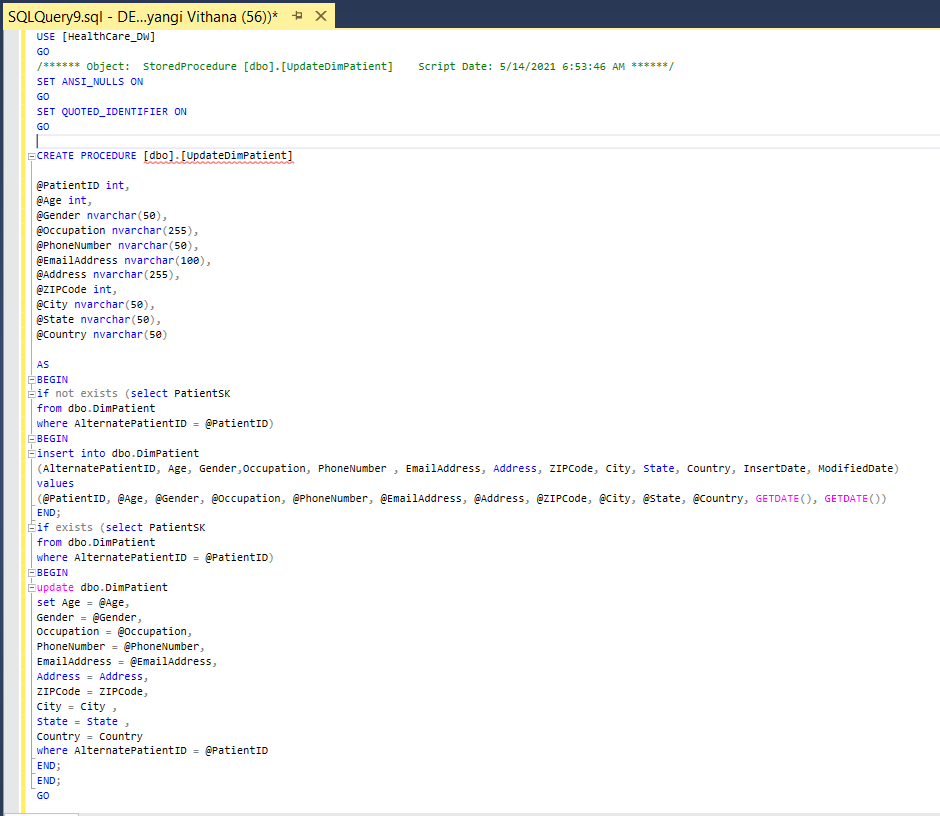 SQLQuery9.sql - DE...yangi Vithana (56))*
USE [HealthCare_DW]
GO
/****** Object:  StoredProcedure [dbo].[UpdateDimPatient]    Script Date: 5/14/2021 6:53:46 AM ******/
SET ANSI_NULLS ON
GO
SET QUOTED_IDENTIFIER ON
GO
CREATE PROCEDURE [dbo].[UpdateDimPatient]
@PatientID int,
@Age int,
@Gender nvarchar(50),
@Occupation nvarchar(255),
@PhoneNumber nvarchar(50),
@EmailAddress nvarchar(100),
@Address nvarchar(255),
@ZIPCode int,
@City nvarchar(50),
@State nvarchar(50),
@Country nvarchar(50)
AS
BEGIN
if not exists (select PatientSK
from dbo.DimPatient
where AlternatePatientID = @PatientID)
BEGIN
insert into dbo.DimPatient
(AlternatePatientID, Age, Gender,Occupation, PhoneNumber , EmailAddress, Address, ZIPCode, City, State, Country, InsertDate, ModifiedDate)
values
(@PatientID, @Age, @Gender, @Occupation, @PhoneNumber, @EmailAddress, @Address, @ZIPCode, @City, @State, @Country, GETDATE(), GETDATE())
END;
if exists (select PatientSK
from dbo.DimPatient
where AlternatePatientID = @PatientID)
BEGIN
update dbo.DimPatient
set Age = @Age,
Gender = @Gender,
Occupation = @Occupation,
PhoneNumber = @PhoneNumber,
EmailAddress = @EmailAddress,
Address = Address,
ZIPCode = ZIPCode,
City = City ,
State = State ,
Country = Country
where AlternatePatientID = @PatientID
END;
END;
GO